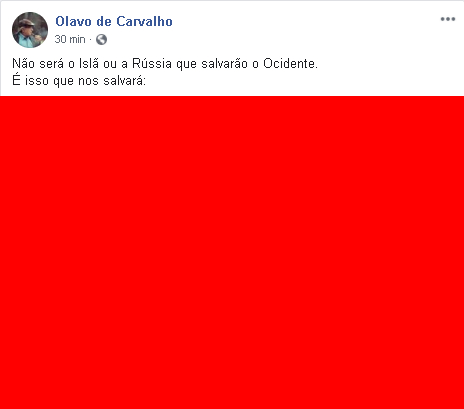 Olavo de Carvalho
30 min ·
Não será o Islã ou a Rússia que salvarão o Ocidente.
É isso que nos salvará: